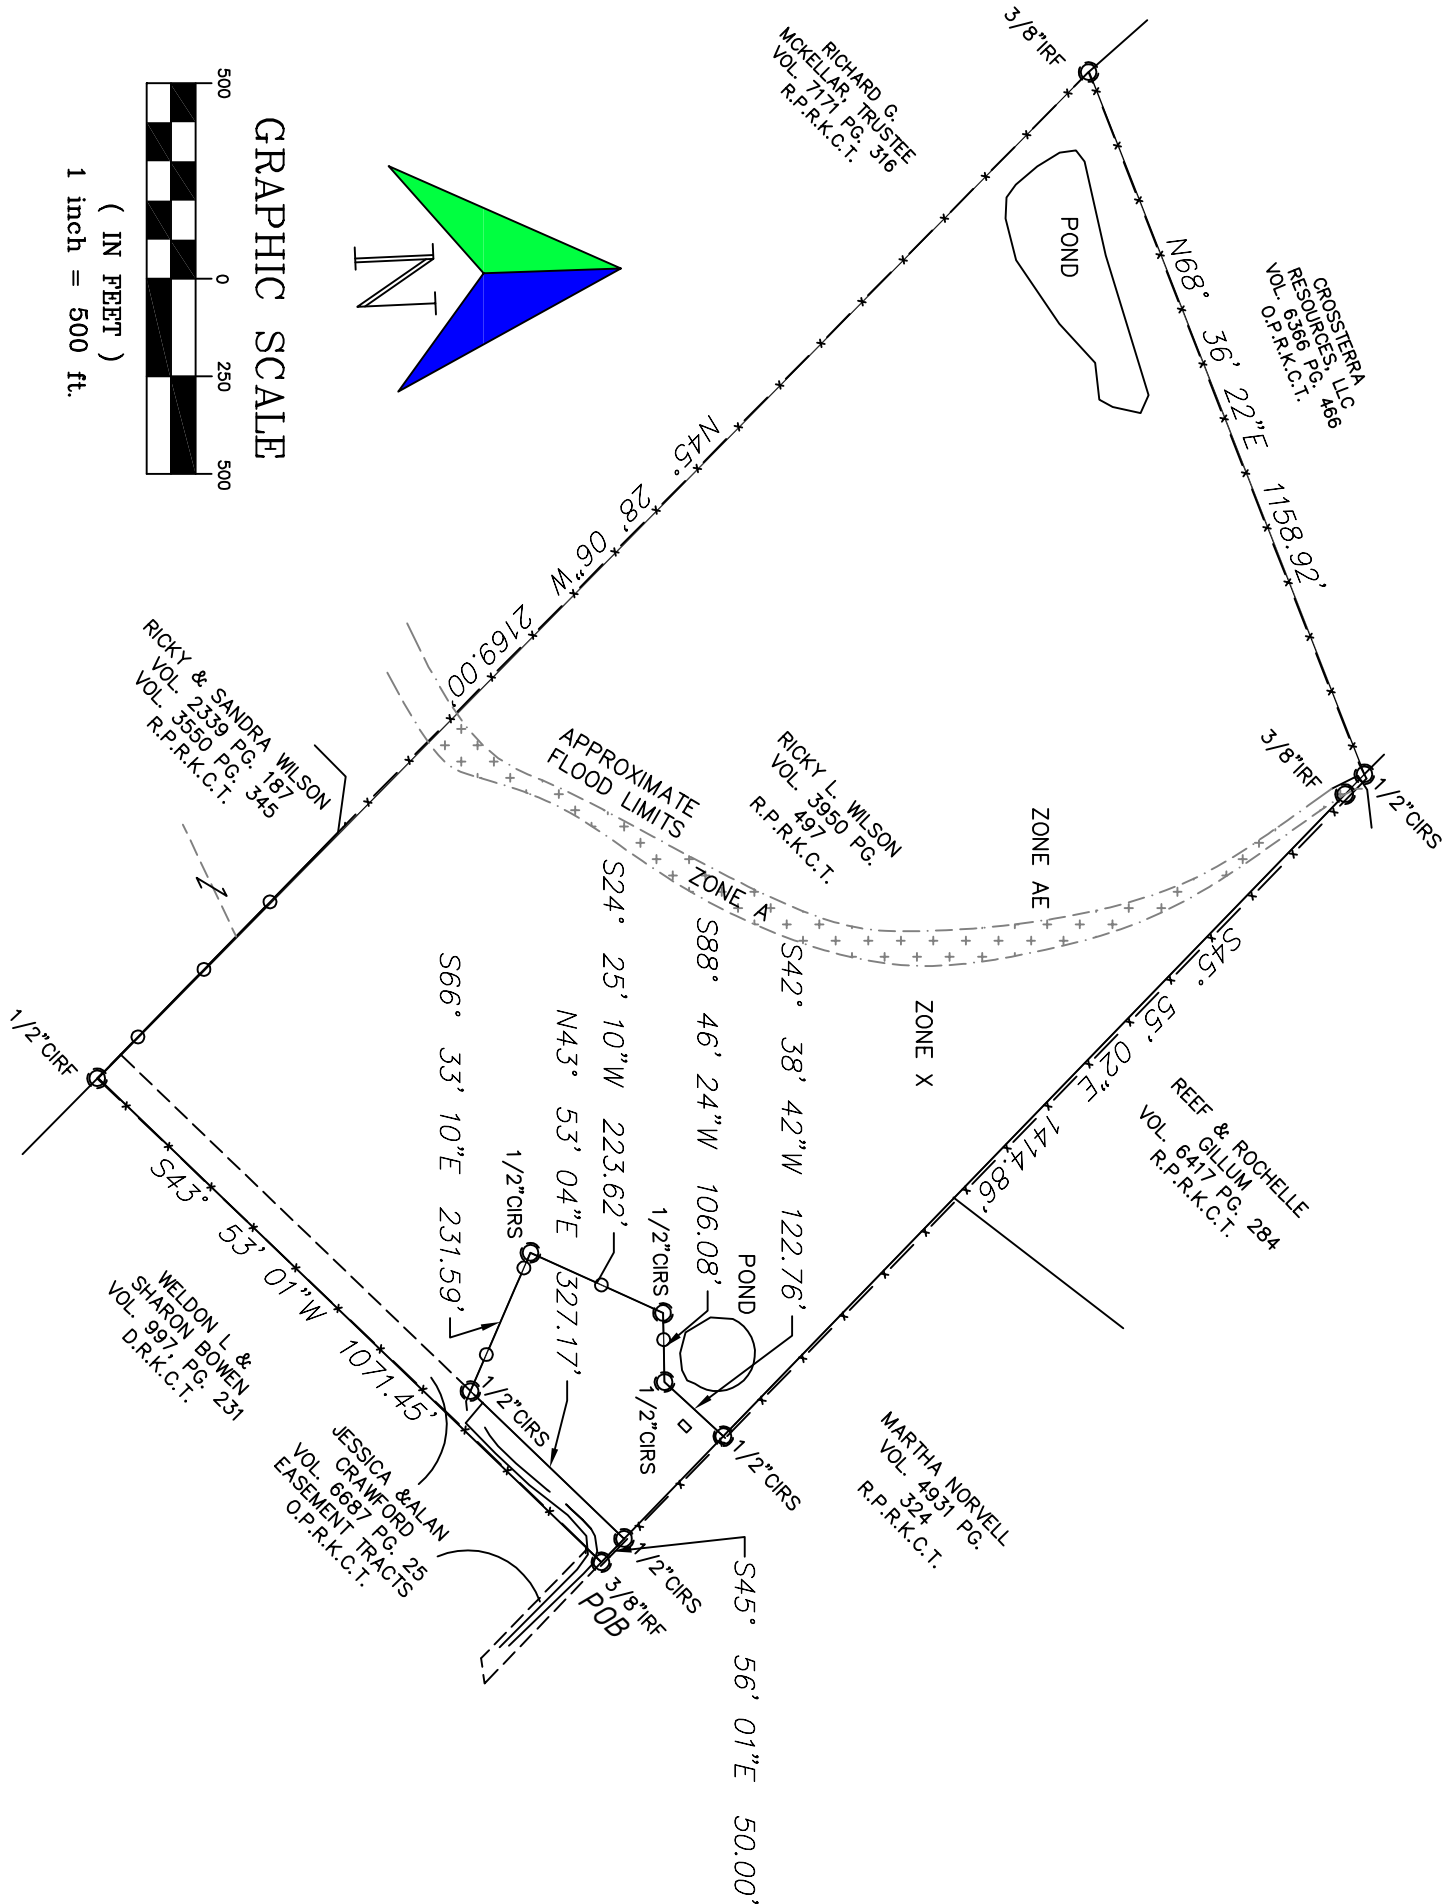 3/8"IRF
RICHARD G.
MCKELLAR, TRUSTEE
VOL. 7171 PG. 316
R.P.R.K.C.T.
POND
CROSSTERRA
RESOURCES, LLC
VOL. 6366 PG. 466
O.P.R.K.C.T.
N68° 36' 22"E 1158.92'
GRAPHIC SCALE
500 0 250 500
( IN FEET )
1 inch = 500 ft.
N
N45° 28' 06"W 2169.00'
3/8"IRF
1/2"CIRS
RICKY & SANDRA WILSON
VOL. 2339 PG. 187
VOL. 3550 PG. 345
R.P.R.K.C.T.
APPROXIMATE
FLOOD LIMITS
RICKY L. WILSON
VOL. 3950 PG.
497
R.P.R.K.C.T.
ZONE AE
ZONE A
ZONE X
S45° 55' 02"E 1414.86'
REEF & ROCHELLE
GILLUM
VOL. 6417 PG. 284
R.P.R.K.C.T.
S42° 38' 42"W 122.76'
S88° 46' 24"W 106.08'
S24° 25' 10"W 223.62'
N43° 53' 04"E 327.17'
S66° 33' 10"E 231.59'
1/2"CIRF
1/2"CIRS
1/2"CIRS
POND
1/2"CIRS
1/2"CIRS
1/2"CIRS
S43° 53' 01"W 1071.45'
WELDON L &
SHARON BOWEN
VOL. 997, PG. 231
D.R.K.C.T.
JESSICA &ALAN
CRAWFORD
VOL. 6687 PG. 25
EASEMENT TRACTS
O.P.R.K.C.T.
MARTHA NORVELL
VOL. 4931 PG.
324
R.P.R.K.C.T.
1/2"CIRS
3/8"IRF
POB
S45° 56' 01"E 50.00'